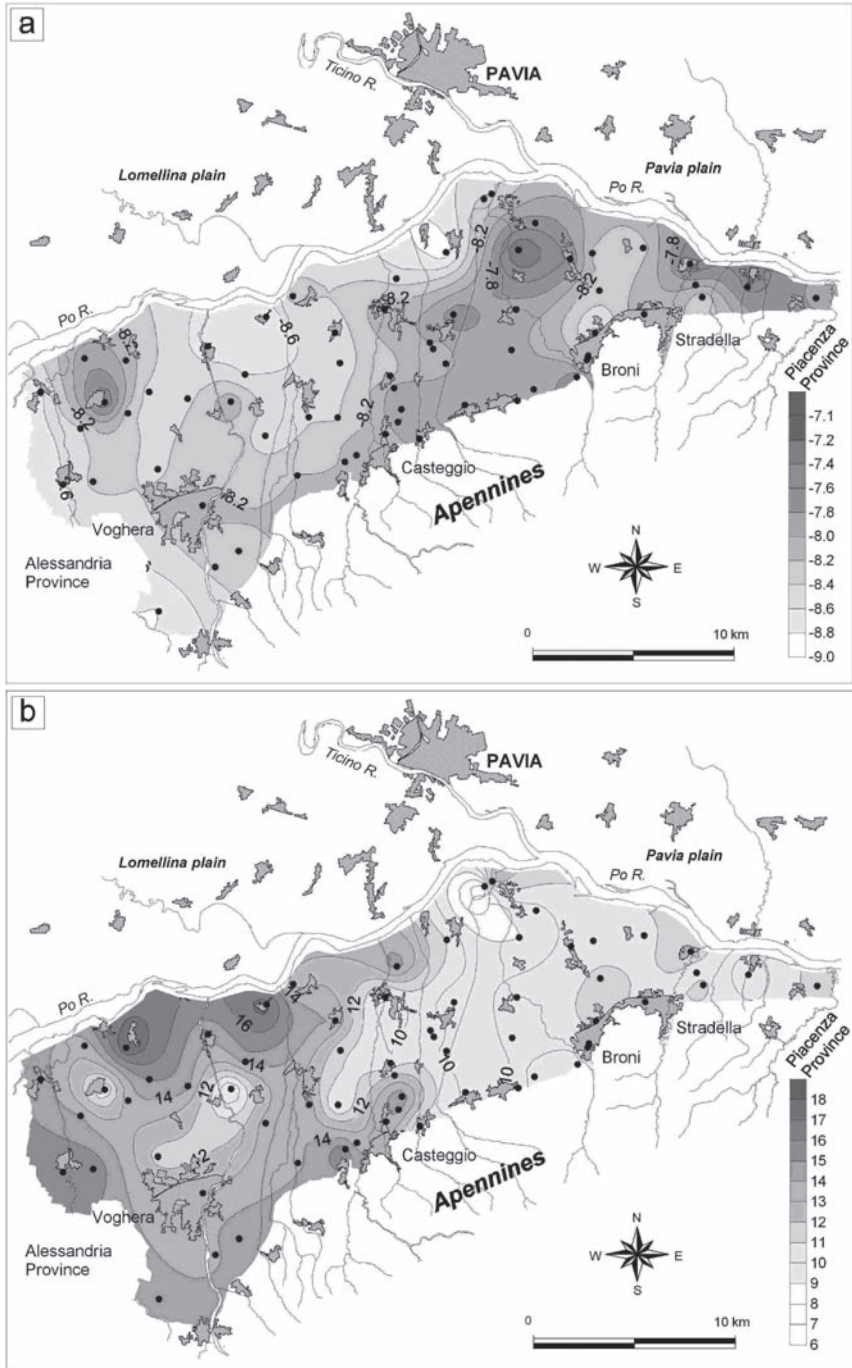 a
Ticino R.
PAVIA
Lomellina plain
Pavia plain
Po R.
-8.2
-7.8
-7.8
-8.2
-8.2
-8.6
Po R.
-8.2
-8.2
Stradella
Broni
Piacenza
Province
-8.2
Casteggio
Apennines
-8.2
Voghera
Alessandria
Province
-7.1
-7.2
-7.4
-7.6
-7.8
-8.0
-8.2
-8.4
-8.6
-8.8
-9.0
N
W E
S
0 10 km
b
Ticino R.
PAVIA
Lomellina plain
Pavia plain
Po R.
Po R.
14
12
16
10
14
10
10
14
12
12
14
Stradella
Broni
Piacenza
Province
Casteggio
Apennines
Voghera
Alessandria
Province
18
17
16
15
14
13
12
11
10
9
8
7
6
N
W E
S
0 10 km